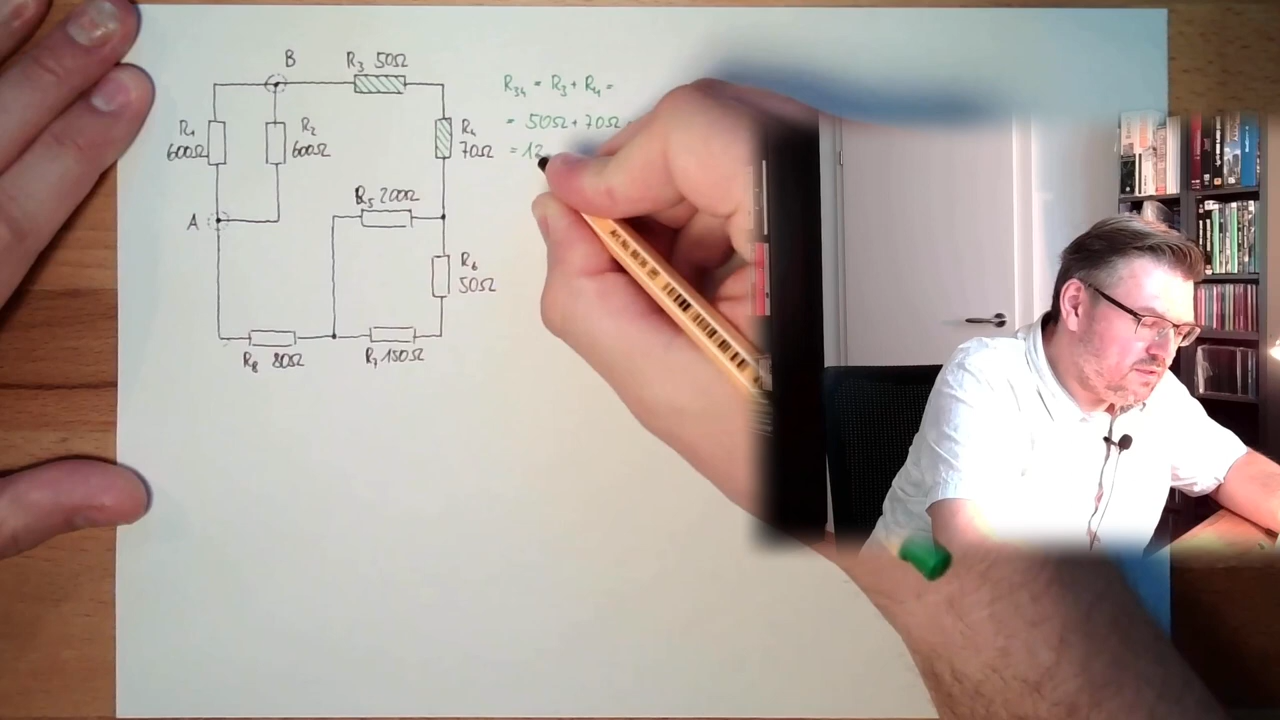 B
R₃ 50Ω
R₁ 600Ω
R₂ 600Ω
R₄ 70Ω
A
R₅ 200Ω
R₆ 50Ω
R₈ 80Ω
R₇ 150Ω
R₃₄ = R₃ + R₄ =
= 50Ω + 70Ω
= 12